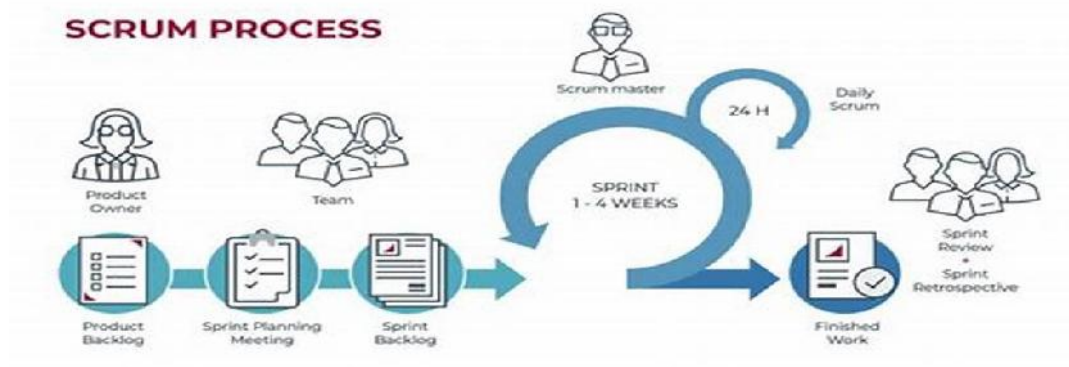 SCRUM PROCESS
Scrum master
24 H
Daily
Scrum
Product
Owner
Team
SPRINT
1 - 4 WEEKS
Sprint
Review
+
Sprint
Retrospective
Product
Backlog
Sprint Planning
Meeting
Sprint
Backlog
Finished
Work